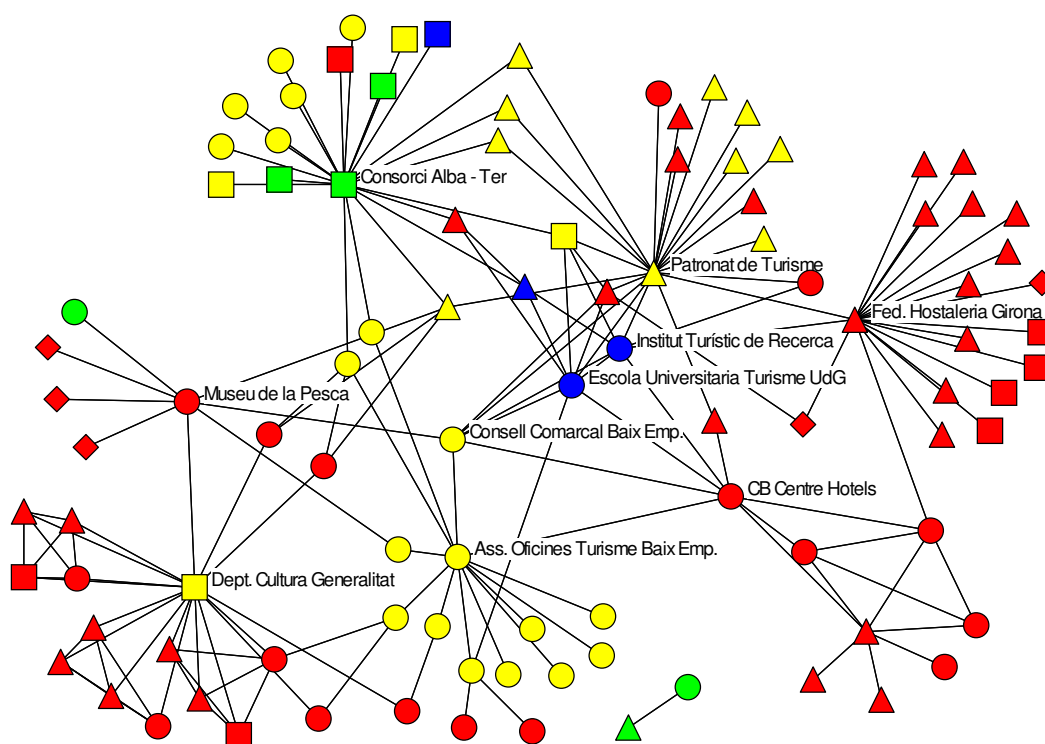 Consorci Alba - Ter
Patronat de Turisme
Fed. Hostaleria Girona
Institut Turístic de Recerca
Escola Universitaria Turisme UdG
Museu de la Pesca
Consell Comarcal Baix Emp.
CB Centre Hotels
Ass. Oficines Turisme Baix Emp.
Dept. Cultura Generalitat